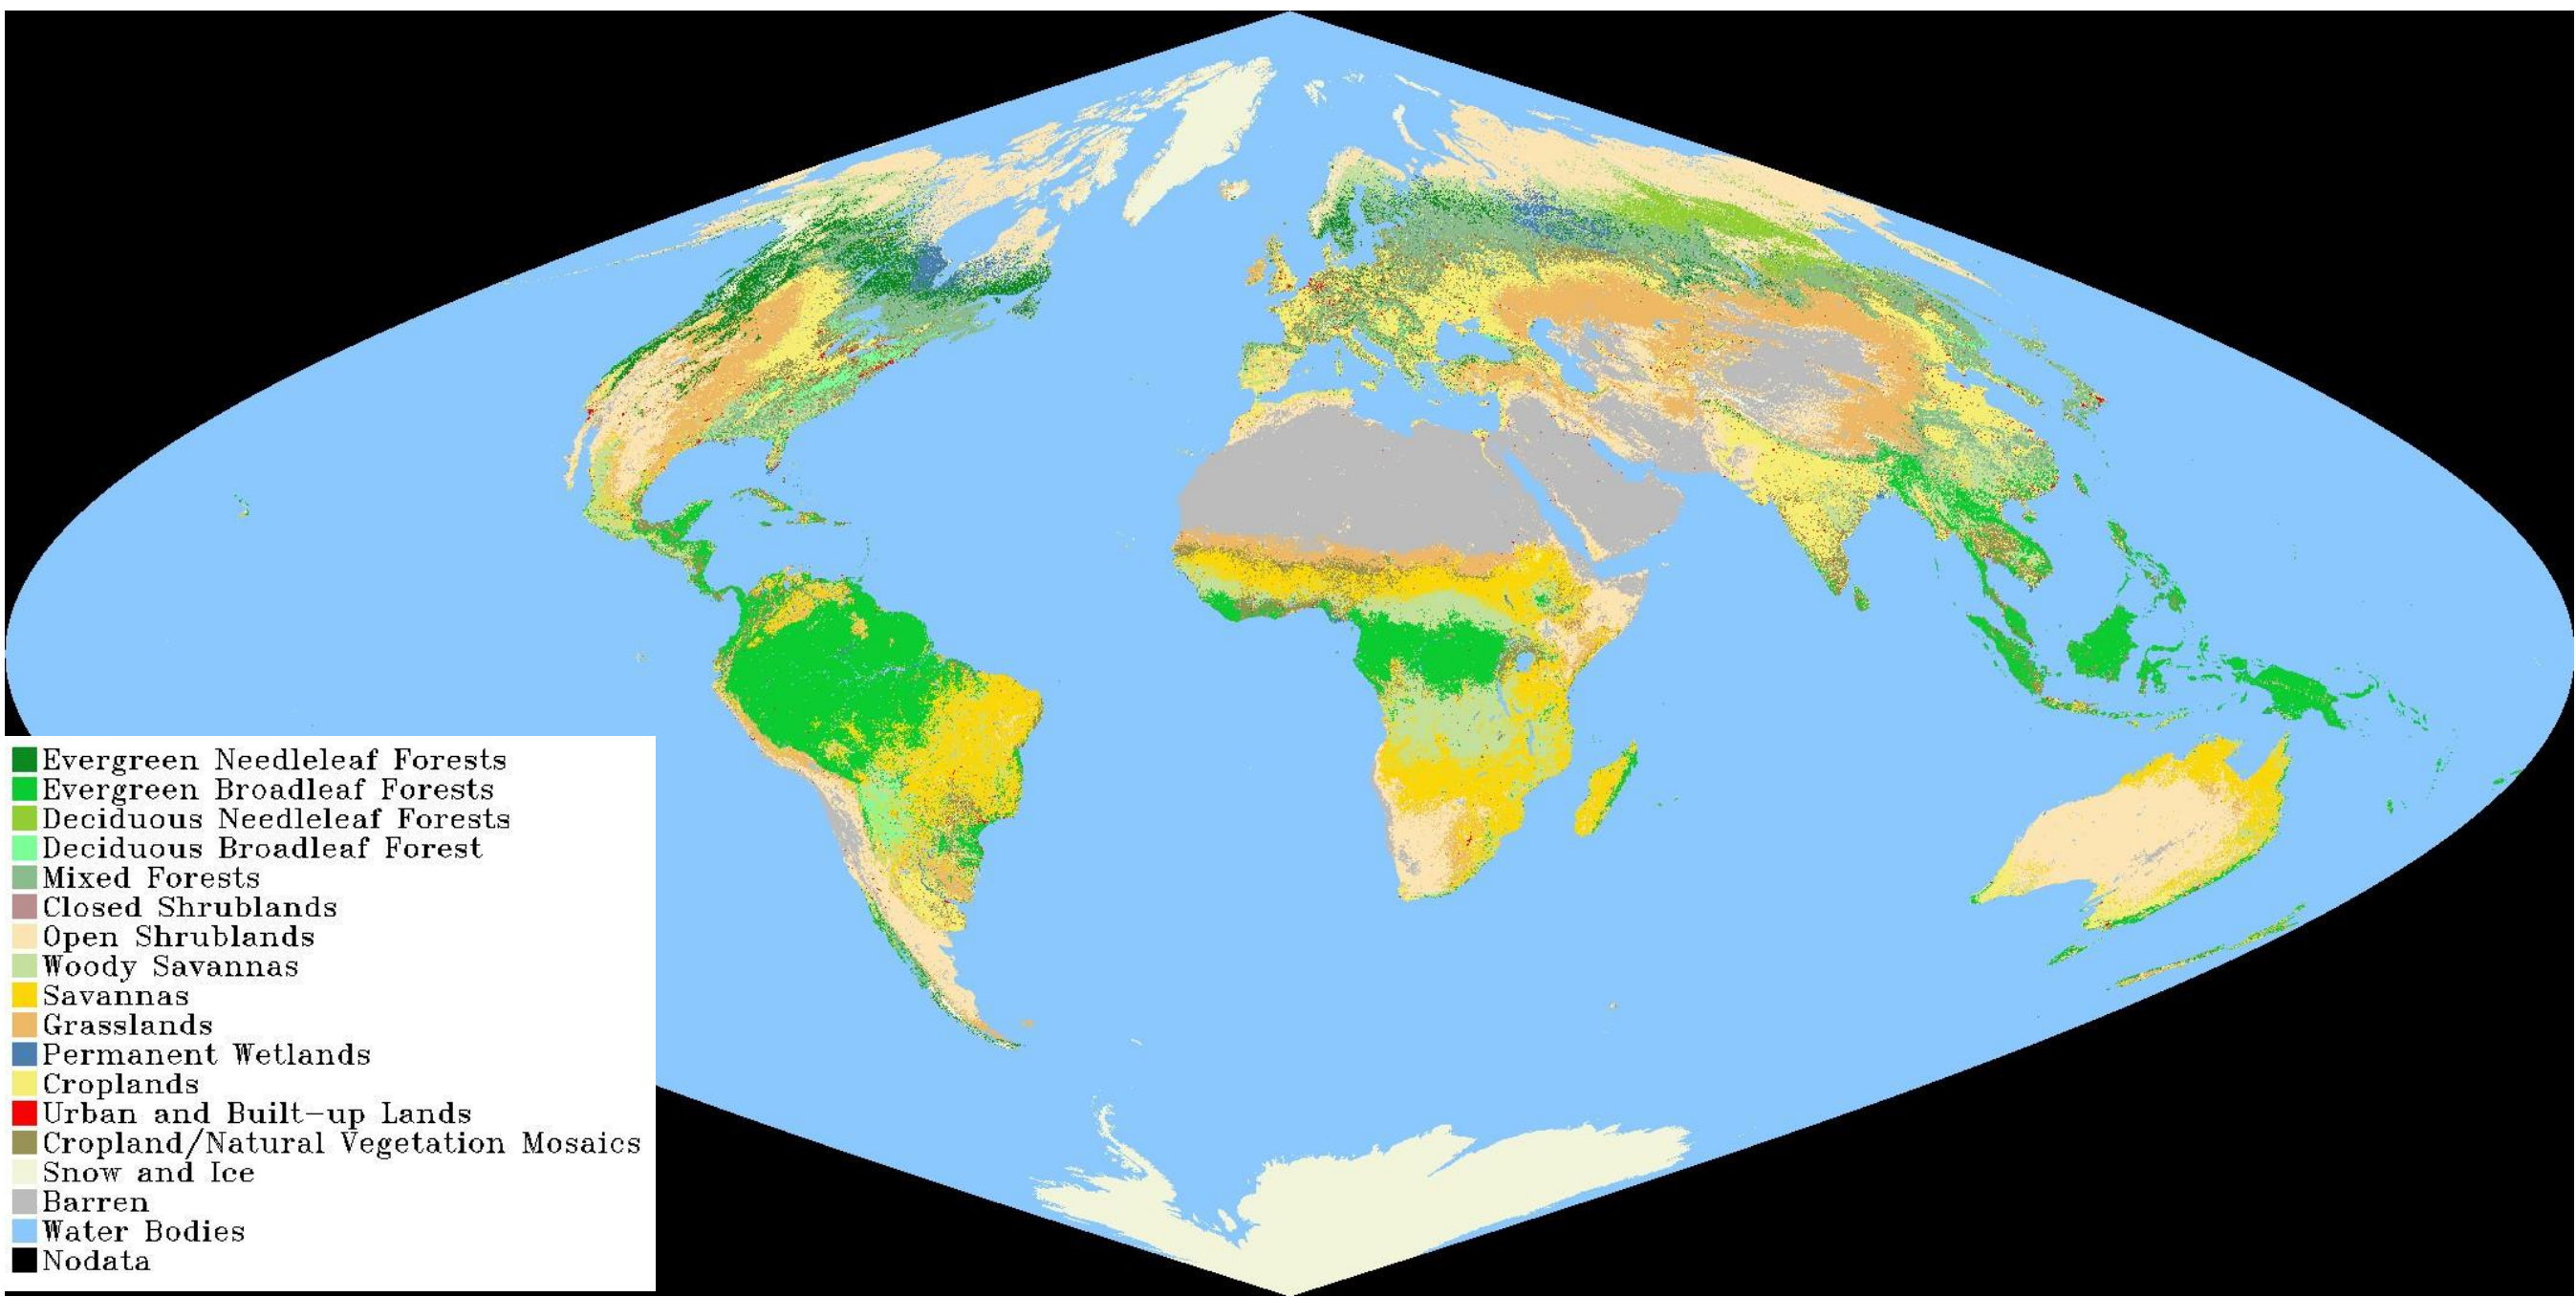 Evergreen Needleleaf Forests
Evergreen Broadleaf Forests
Deciduous Needleleaf Forests
Deciduous Broadleaf Forest
Mixed Forests
Closed Shrublands
Open Shrublands
Woody Savannas
Savannas
Grasslands
Permanent Wetlands
Croplands
Urban and Built-up Lands
Cropland/Natural Vegetation Mosaics
Snow and Ice
Barren
Water Bodies
Nodata